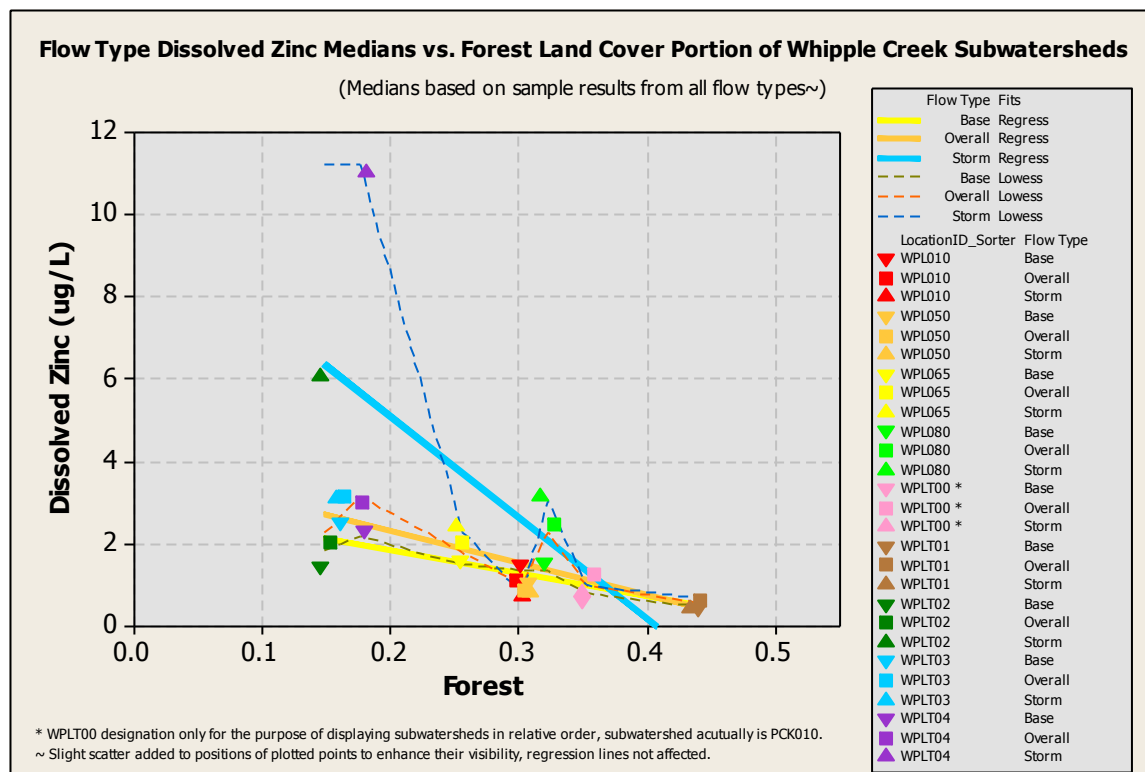 Flow Type Dissolved Zinc Medians vs. Forest Land Cover Portion of Whipple Creek Subwatersheds
(Medians based on sample results from all flow types~)
Dissolved Zinc (ug/L)
12
10
8
6
4
2
0
0.0 0.1 0.2 0.3 0.4 0.5
Forest
Flow Type Fits
Base Regress
Overall Regress
Storm Regress
Base Lowess
Overall Lowess
Storm Lowess
LocationID_Sorter Flow Type
WPL010 Base
WPL010 Overall
WPL010 Storm
WPL050 Base
WPL050 Overall
WPL050 Storm
WPL065 Base
WPL065 Overall
WPL065 Storm
WPL080 Base
WPL080 Overall
WPL080 Storm
WPLT00 * Base
WPLT00 * Overall
WPLT00 * Storm
WPLT01 Base
WPLT01 Overall
WPLT01 Storm
WPLT02 Base
WPLT02 Overall
WPLT02 Storm
WPLT03 Base
WPLT03 Overall
WPLT03 Storm
WPLT04 Base
WPLT04 Overall
WPLT04 Storm
* WPLT00 designation only for the purpose of displaying subwatersheds in relative order, subwatershed acutually is PCK010.
~ Slight scatter added to positions of plotted points to enhance their visibility, regression lines not affected.